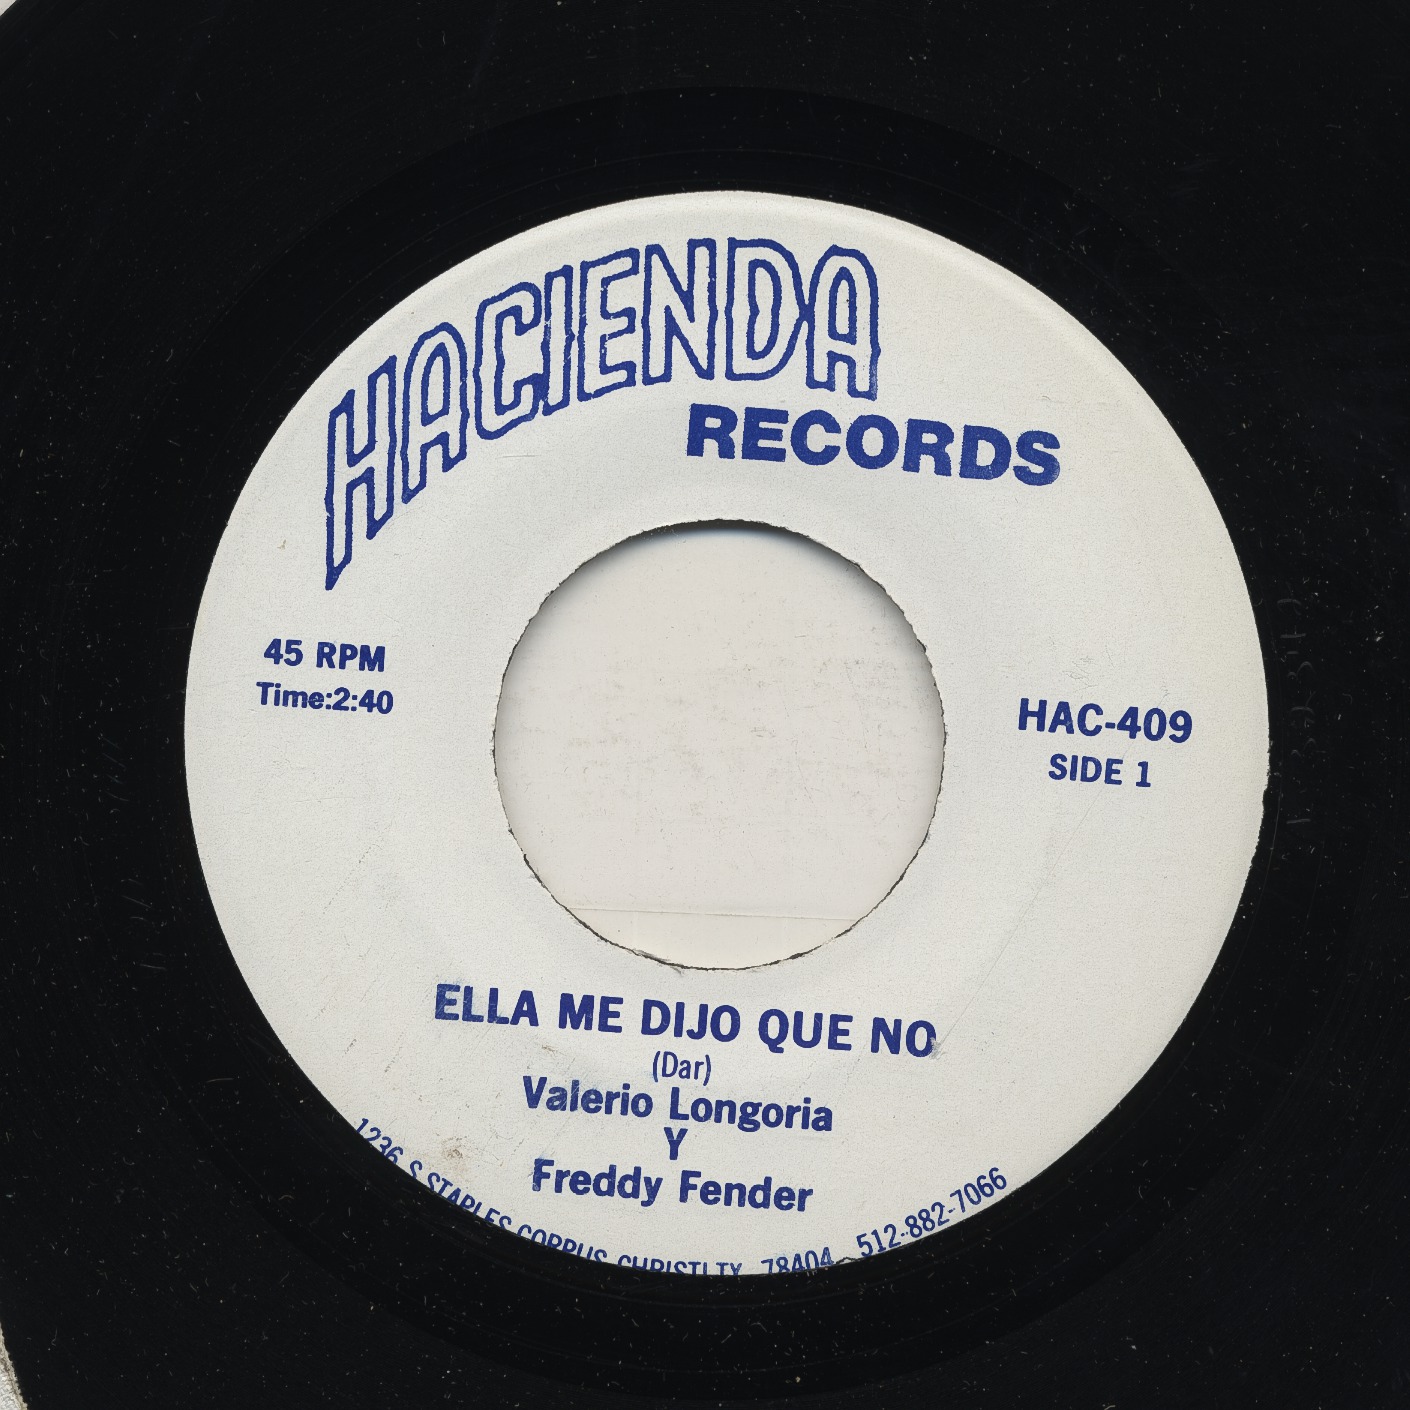 HACIENDA
RECORDS
45 RPM
Time:2:40
HAC-409
SIDE 1
ELLA ME DIJO QUE NO
(Dar)
Valerio Longoria
Y
Freddy Fender
1236 S STAPLES CORPUS CHRISTI TX 78404 512-882-7066